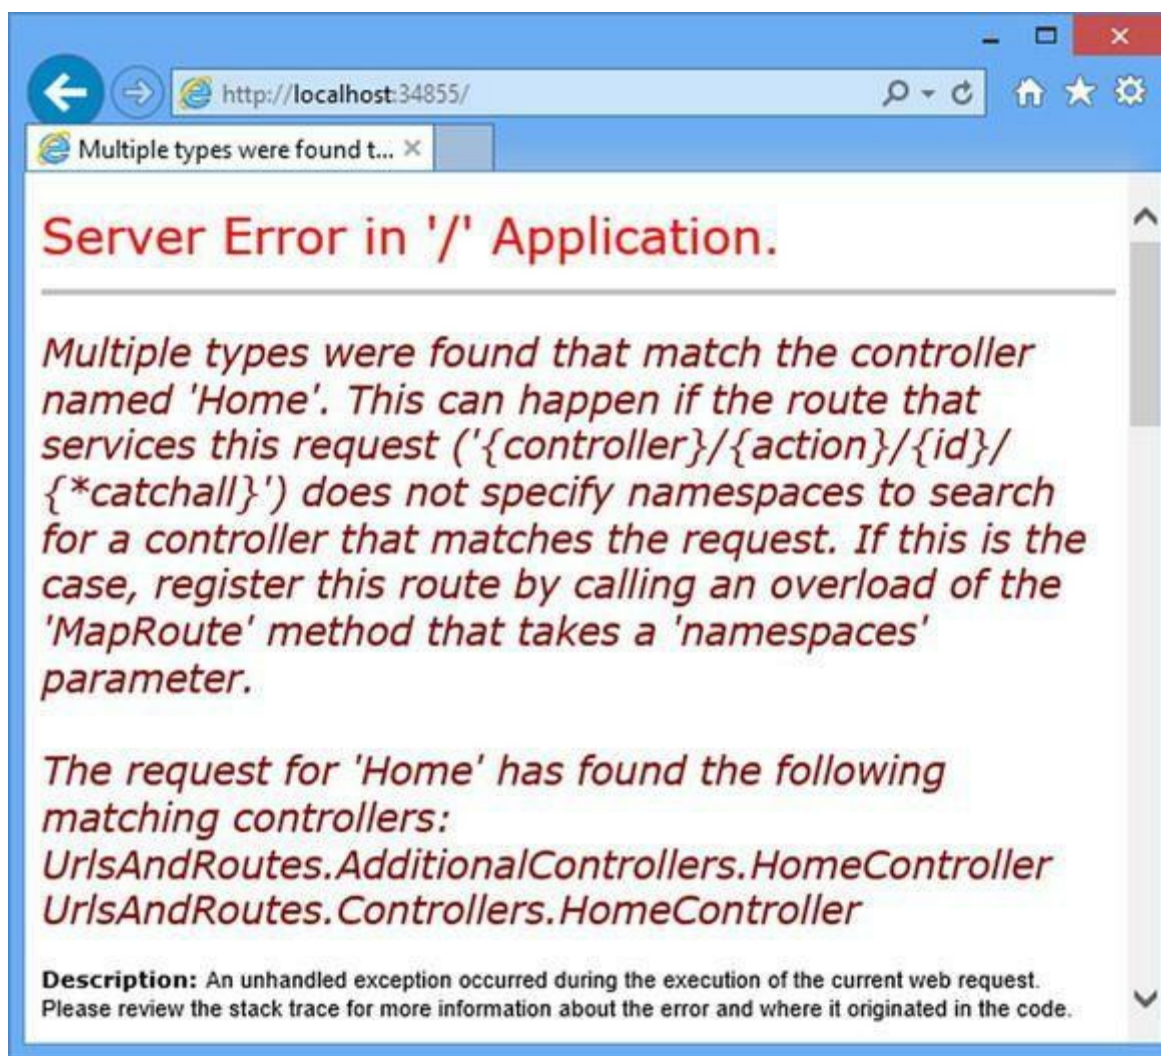 http://localhost:34855/
Multiple types were found t...
Server Error in '/' Application.
Multiple types were found that match the controller
named 'Home'. This can happen if the route that
services this request ('{controller}/{action}/{id}/
{*catchall}') does not specify namespaces to search
for a controller that matches the request. If this is the
case, register this route by calling an overload of the
'MapRoute' method that takes a 'namespaces'
parameter.
The request for 'Home' has found the following
matching controllers:
UrlsAndRoutes.AdditionalControllers.HomeController
UrlsAndRoutes.Controllers.HomeController
Description: An unhandled exception occurred during the execution of the current web request.
Please review the stack trace for more information about the error and where it originated in the code.